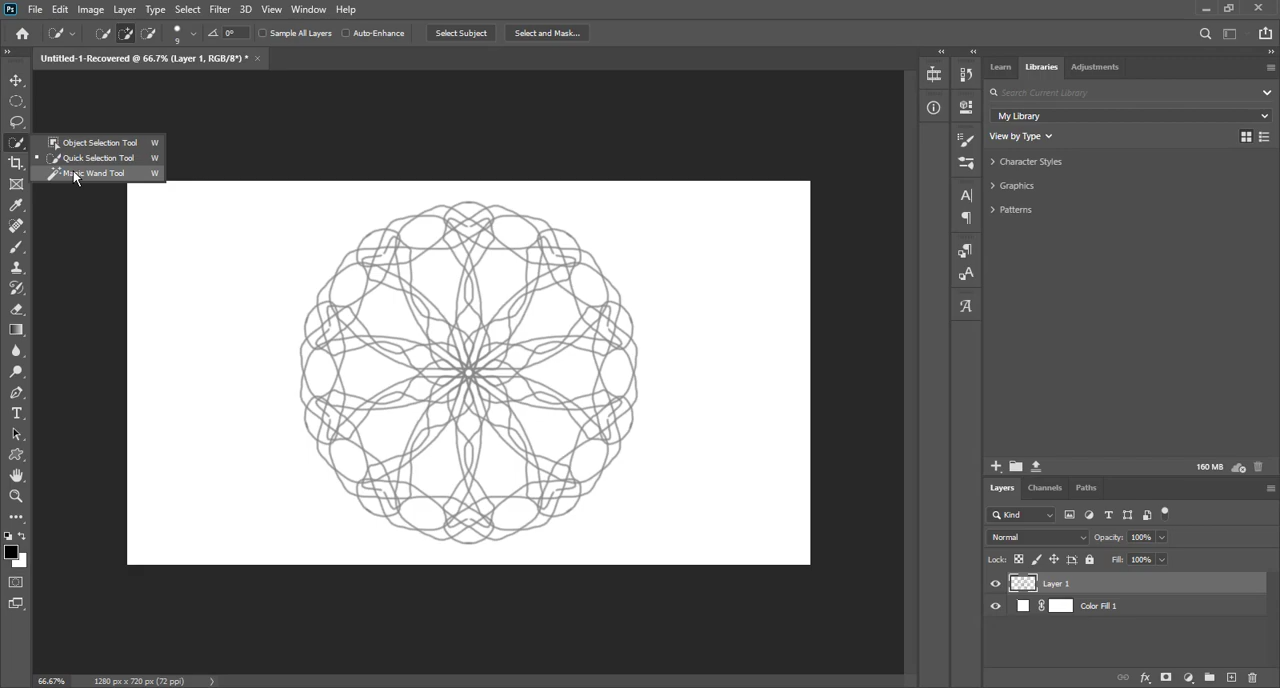 Ps File Edit Image Layer Type Select Filter 3D View Window Help
9 0° Sample All Layers Auto-Enhance Select Subject Select and Mask...
Untitled-1-Recovered @ 66.7% (Layer 1, RGB/8*) *
Object Selection Tool W
Quick Selection Tool W
Magic Wand Tool W
Learn Libraries Adjustments
Search Current Library
My Library
View by Type
Character Styles
Graphics
Patterns
160 MB
Layers Channels Paths
Kind
Normal Opacity: 100%
Lock: Fill: 100%
Layer 1
Color Fill 1
66.67% 1280 px x 720 px (72 ppi)